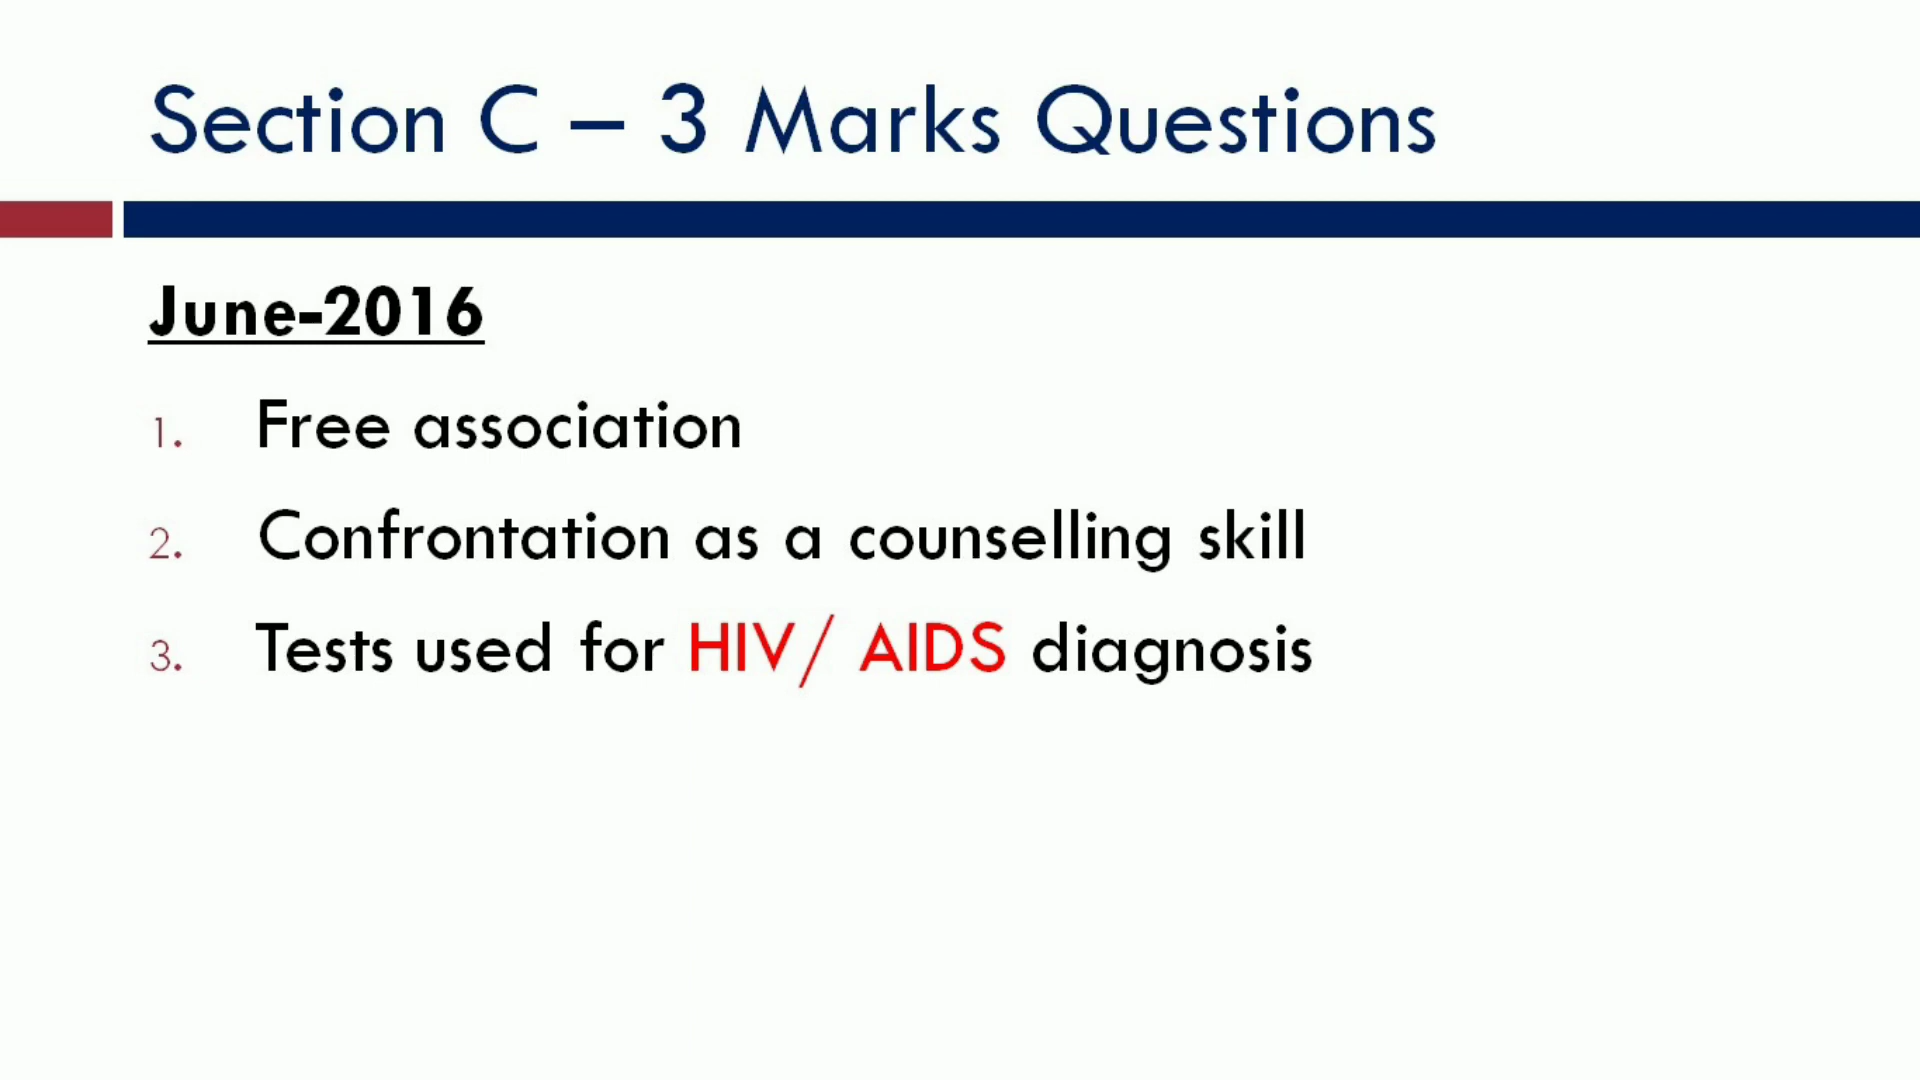 Section C – 3 Marks Questions
June-2016
1. Free association
2. Confrontation as a counselling skill
3. Tests used for HIV/ AIDS diagnosis